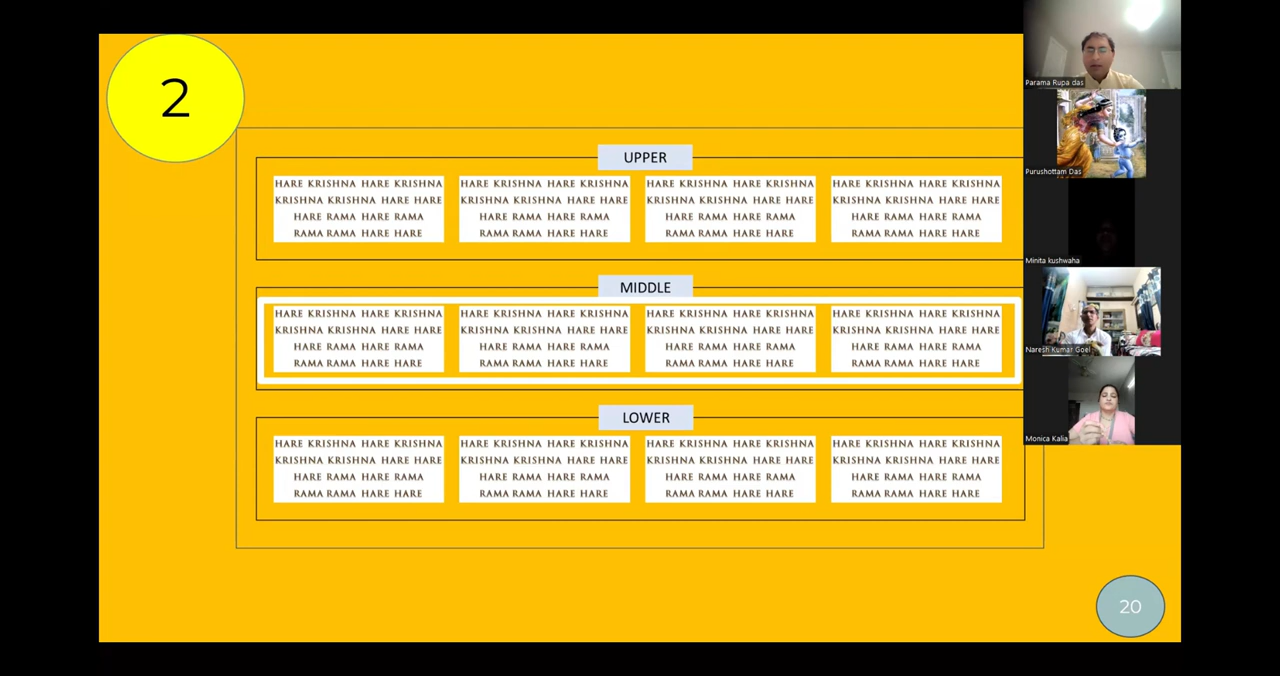 2
UPPER
HARE KRISHNA HARE KRISHNA
KRISHNA KRISHNA HARE HARE
HARE RAMA HARE RAMA
RAMA RAMA HARE HARE
HARE KRISHNA HARE KRISHNA
KRISHNA KRISHNA HARE HARE
HARE RAMA HARE RAMA
RAMA RAMA HARE HARE
HARE KRISHNA HARE KRISHNA
KRISHNA KRISHNA HARE HARE
HARE RAMA HARE RAMA
RAMA RAMA HARE HARE
HARE KRISHNA HARE KRISHNA
KRISHNA KRISHNA HARE HARE
HARE RAMA HARE RAMA
RAMA RAMA HARE HARE
MIDDLE
HARE KRISHNA HARE KRISHNA
KRISHNA KRISHNA HARE HARE
HARE RAMA HARE RAMA
RAMA RAMA HARE HARE
HARE KRISHNA HARE KRISHNA
KRISHNA KRISHNA HARE HARE
HARE RAMA HARE RAMA
RAMA RAMA HARE HARE
HARE KRISHNA HARE KRISHNA
KRISHNA KRISHNA HARE HARE
HARE RAMA HARE RAMA
RAMA RAMA HARE HARE
HARE KRISHNA HARE KRISHNA
KRISHNA KRISHNA HARE HARE
HARE RAMA HARE RAMA
RAMA RAMA HARE HARE
LOWER
HARE KRISHNA HARE KRISHNA
KRISHNA KRISHNA HARE HARE
HARE RAMA HARE RAMA
RAMA RAMA HARE HARE
HARE KRISHNA HARE KRISHNA
KRISHNA KRISHNA HARE HARE
HARE RAMA HARE RAMA
RAMA RAMA HARE HARE
HARE KRISHNA HARE KRISHNA
KRISHNA KRISHNA HARE HARE
HARE RAMA HARE RAMA
RAMA RAMA HARE HARE
HARE KRISHNA HARE KRISHNA
KRISHNA KRISHNA HARE HARE
HARE RAMA HARE RAMA
RAMA RAMA HARE HARE
20
Parama Rupa das
Purushottam Das
Minita kushwaha
Naresh Kumar Goel
Monica Kalia